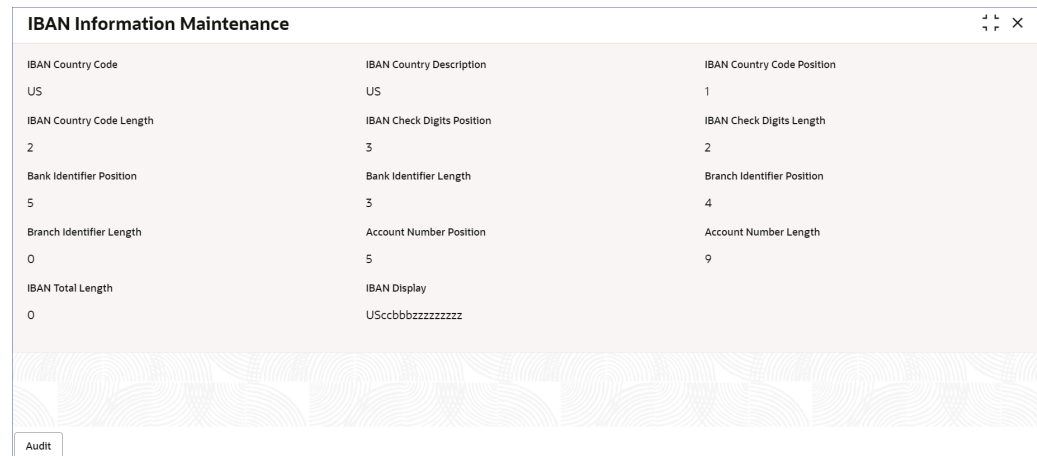 IBAN Information Maintenance
IBAN Country Code IBAN Country Description IBAN Country Code Position
US US 1
IBAN Country Code Length IBAN Check Digits Position IBAN Check Digits Length
2 3 2
Bank Identifier Position Bank Identifier Length Branch Identifier Position
5 3 4
Branch Identifier Length Account Number Position Account Number Length
0 5 9
IBAN Total Length IBAN Display
0 USccbbbzzzzzzzzz
Audit